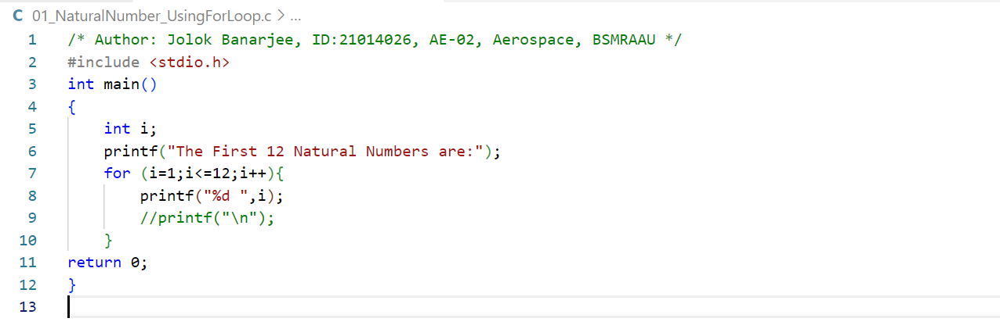 C 01_NaturalNumber_UsingForLoop.c > ...
1 /* Author: Jolok Banarjee, ID:21014026, AE-02, Aerospace, BSMRAAU */
2 #include <stdio.h>
3 int main()
4 {
5     int i;
6     printf("The First 12 Natural Numbers are:");
7     for (i=1;i<=12;i++){
8         printf("%d ",i);
9         //printf("\n");
10     }
11 return 0;
12 }
13